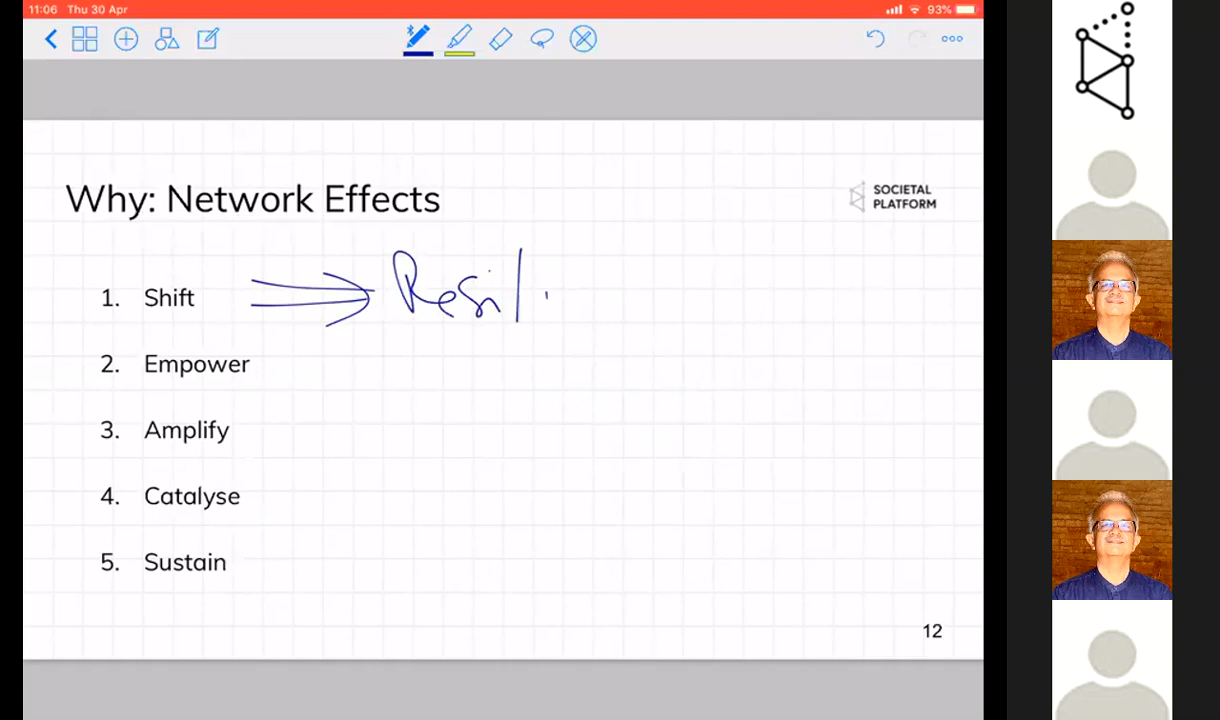 11:06 Thu 30 Apr
93%
Why: Network Effects
SOCIETAL
PLATFORM
1. Shift
Resil
2. Empower
3. Amplify
4. Catalyse
5. Sustain
12